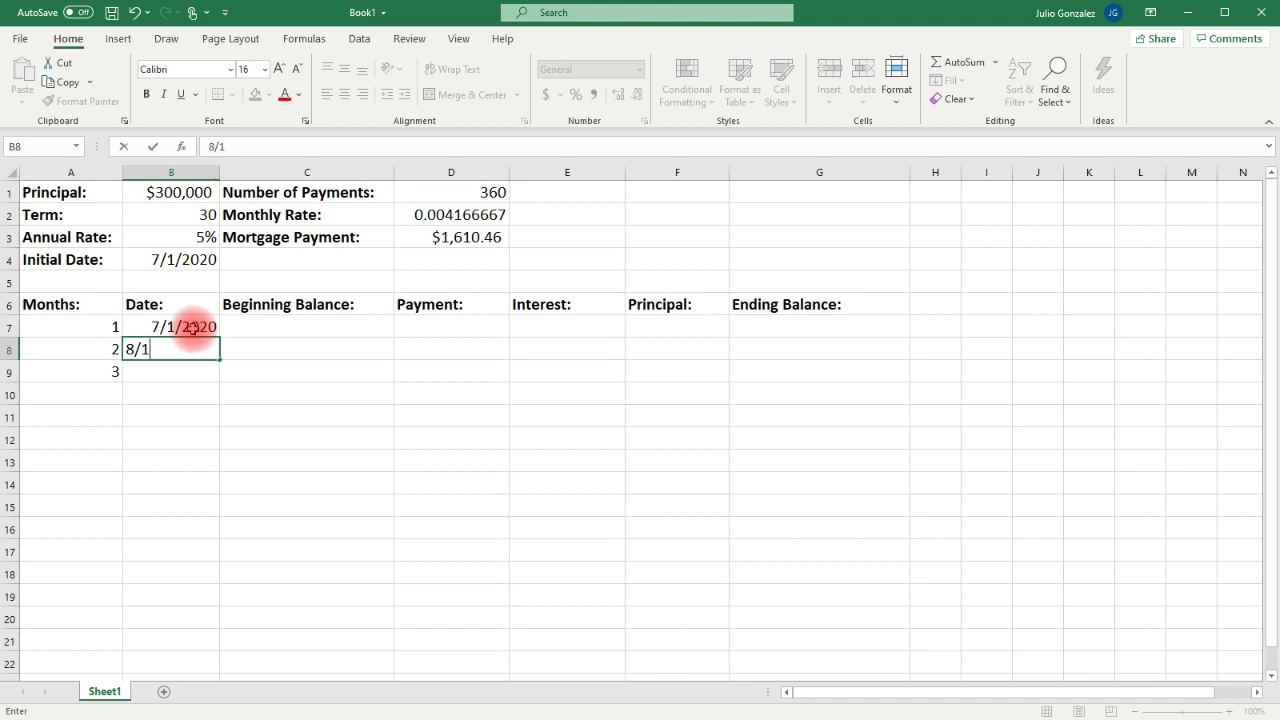 AutoSave Off Book1 Search Julio Gonzalez JG
File Home Insert Draw Page Layout Formulas Data Review View Help Share Comments
Paste Cut Copy Format Painter Clipboard
Calibri 16 A A B I U A Font
Wrap Text Merge & Center Alignment
General $ % Number
Conditional Formatting Format as Table Cell Styles Styles
Insert Delete Format Cells
AutoSum Fill Clear Sort & Filter Find & Select Editing
Ideas Ideas
B8 fx 8/1
A B C D E F G H I J K L M N
1 Principal: $300,000 Number of Payments: 360
2 Term: 30 Monthly Rate: 0.004166667
3 Annual Rate: 5% Mortgage Payment: $1,610.46
4 Initial Date: 7/1/2020
5
6 Months: Date: Beginning Balance: Payment: Interest: Principal: Ending Balance:
7 1 7/1/2020
8 2 8/1
9 3
10
11
12
13
14
15
16
17
18
19
20
21
22
Sheet1
Enter 100%